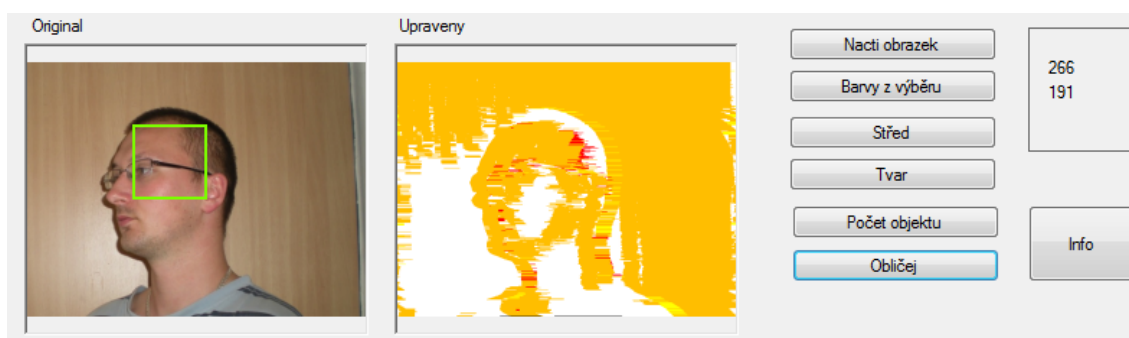 Original
Upraveny
Nacti obrazek
Barvy z výběru
Střed
Tvar
Počet objektu
Obličej
266
191
Info